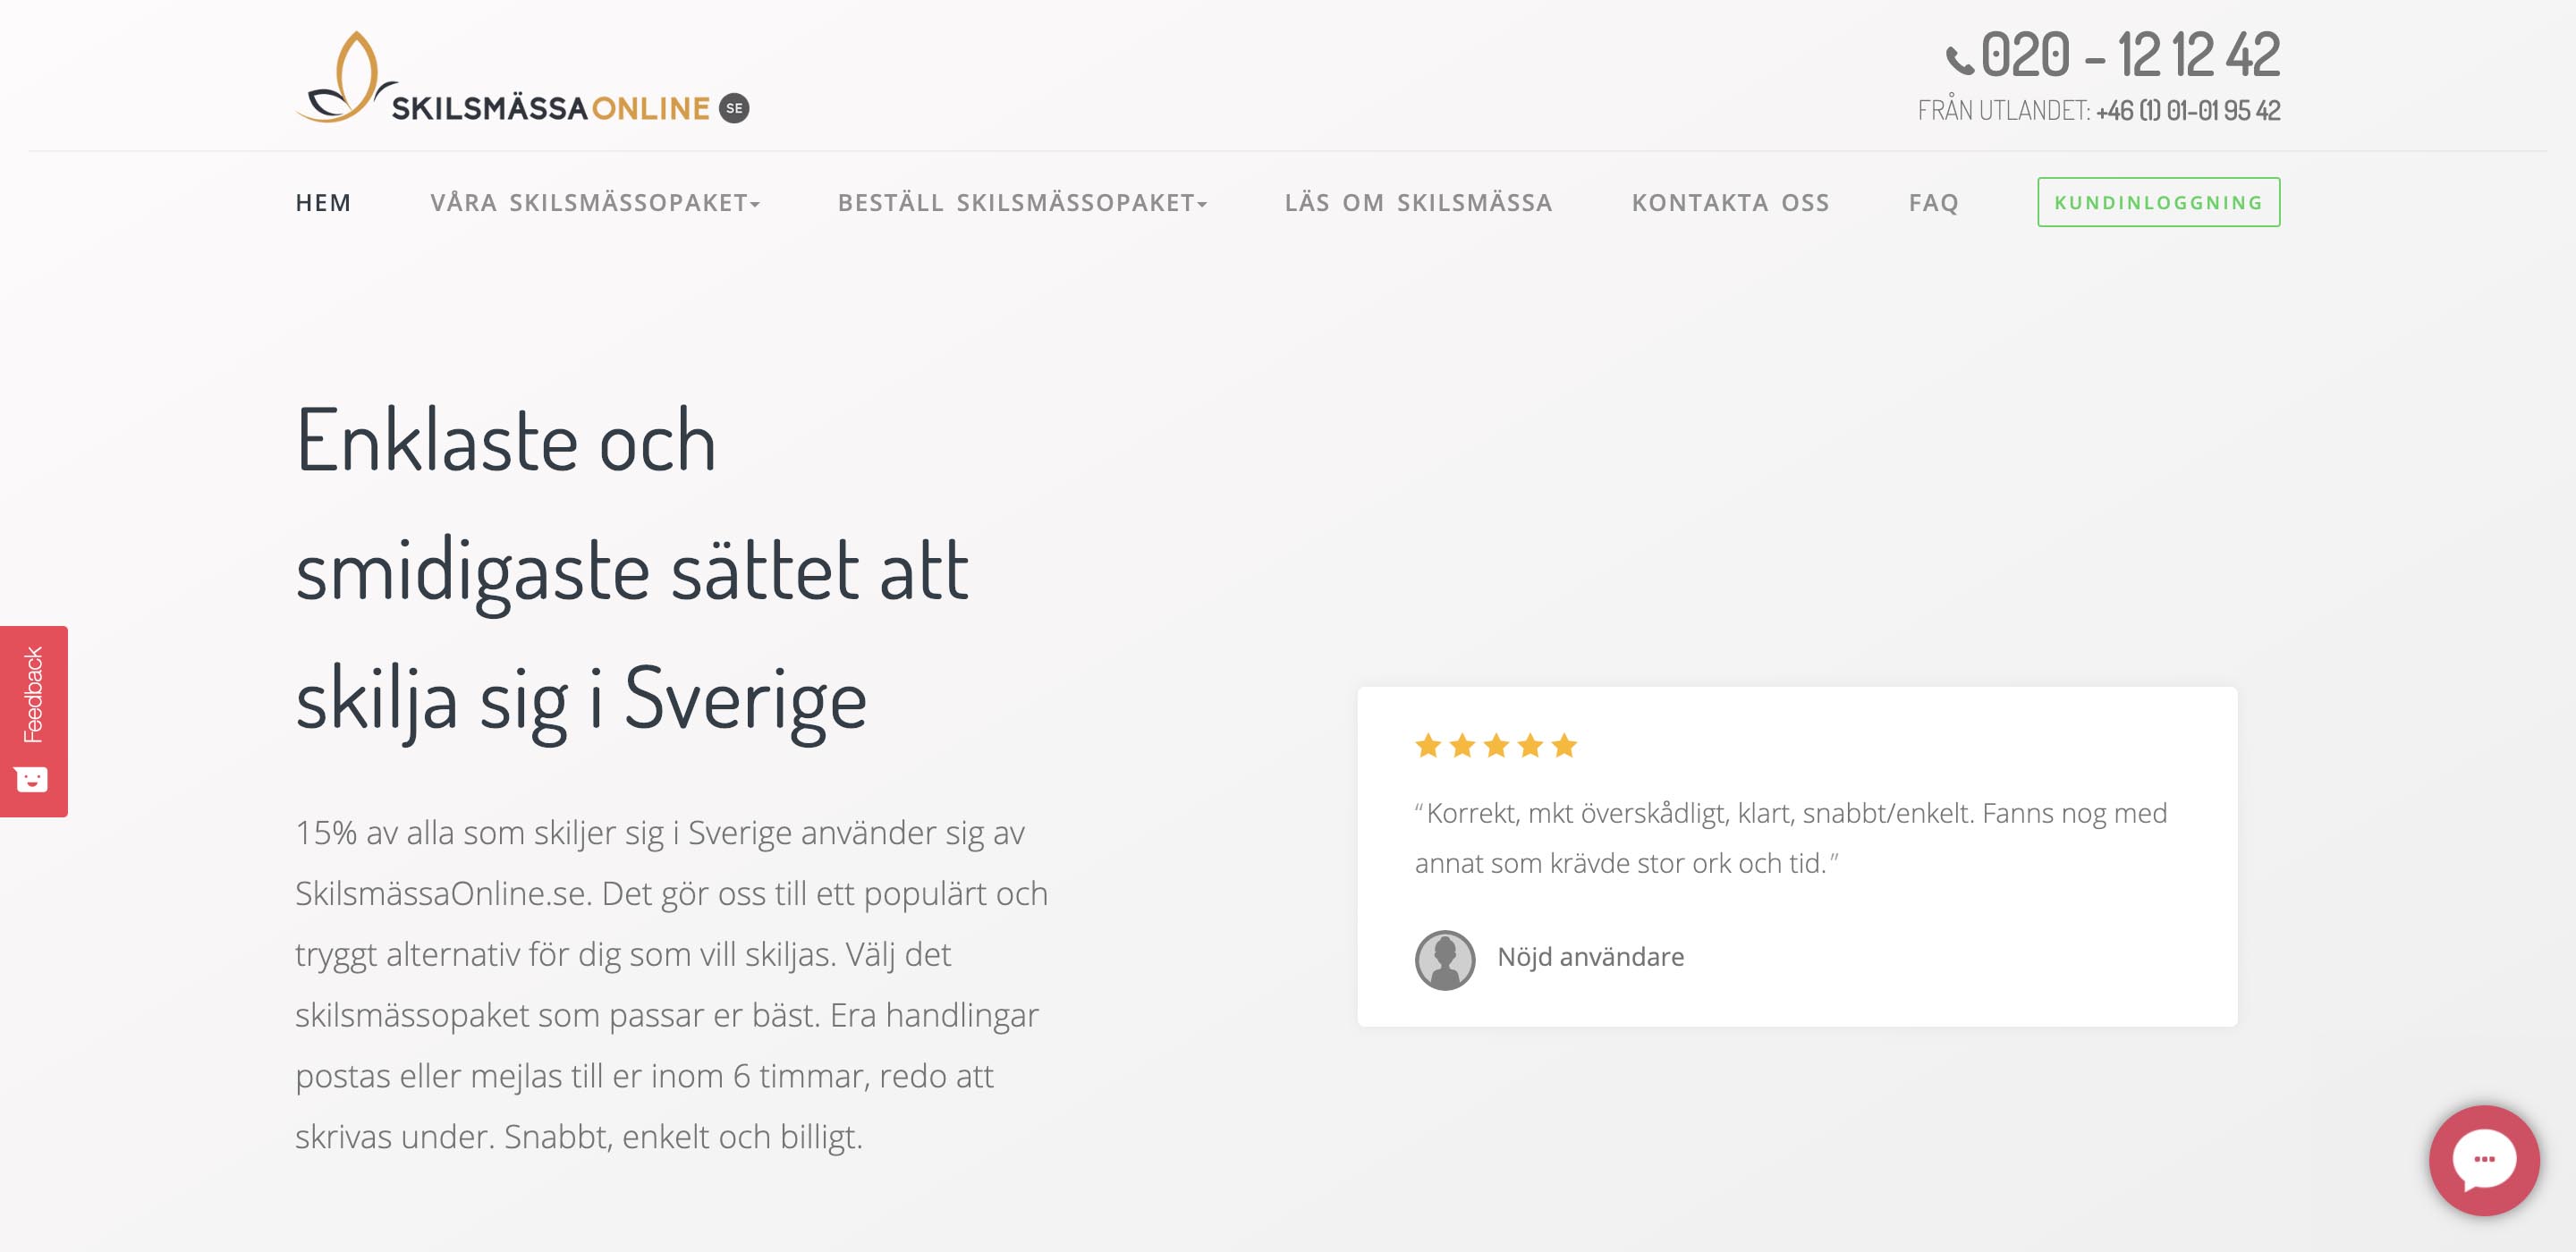 SKILSMÄSSAONLINE SE
020 - 12 12 42
FRÅN UTLANDET: +46 (1) 01-01 95 42
HEM
VÅRA SKILSMÄSSOPAKET
BESTÄLL SKILSMÄSSOPAKET
LÄS OM SKILSMÄSSA
KONTAKTA OSS
FAQ
KUNDINLOGGNING
Enklaste och
smidigaste sättet att
skilja sig i Sverige
15% av alla som skiljer sig i Sverige använder sig av
SkilsmässaOnline.se. Det gör oss till ett populärt och
tryggt alternativ för dig som vill skiljas. Välj det
skilsmässopaket som passar er bäst. Era handlingar
postas eller mejlas till er inom 6 timmar, redo att
skrivas under. Snabbt, enkelt och billigt.
“Korrekt, mkt överskådligt, klart, snabbt/enkelt. Fanns nog med
annat som krävde stor ork och tid.”
Nöjd användare
Feedback